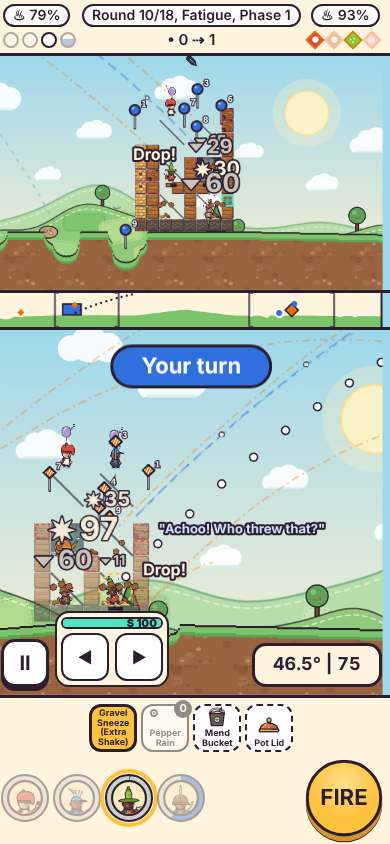 79%
Round 10/18, Fatigue, Phase 1
93%
• 0 ⇢ 1
3
1
7
6
8
29
Drop!
30
60
9
Your turn
3
7
1
4
35
9
97
"Achoo! Who threw that?"
60
11
Drop!
S 100
46.5° | 75
Gravel Sneeze (Extra Shake)
0
Pepper Rain
Mend Bucket
Pot Lid
FIRE